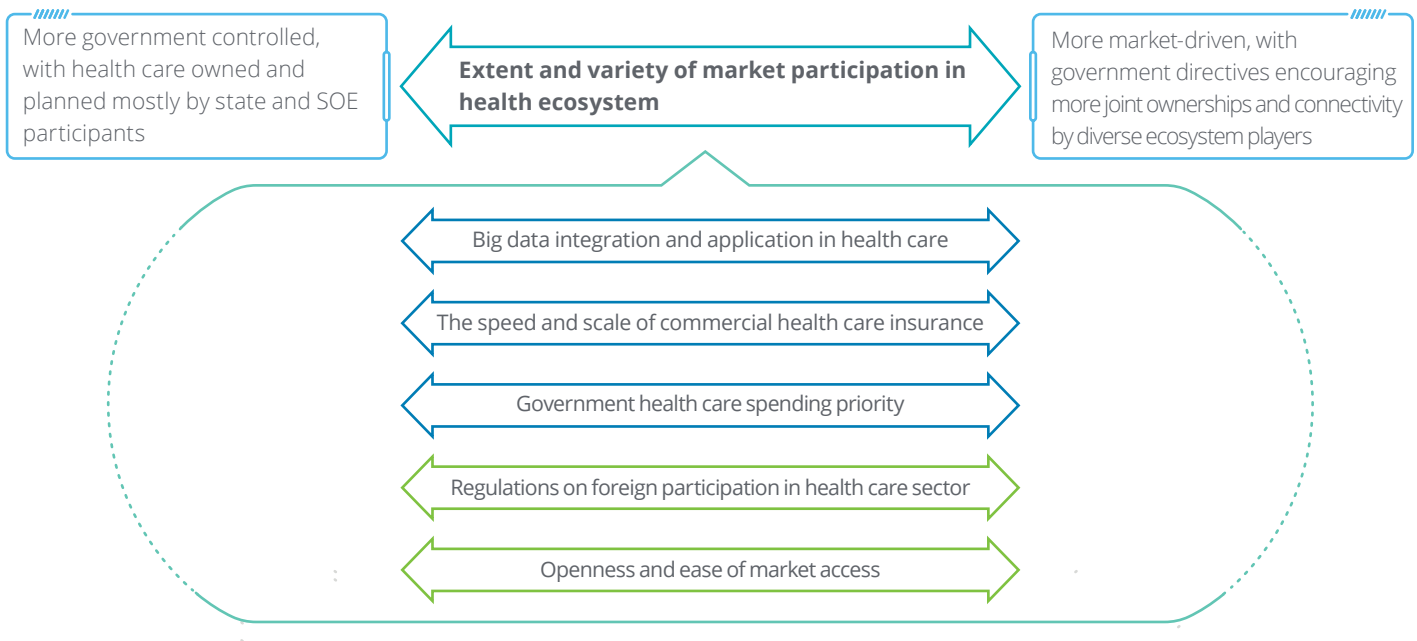 More government controlled,
with health care owned and
planned mostly by state and SOE
participants
Extent and variety of market participation in
health ecosystem
More market-driven, with
government directives encouraging
more joint ownerships and connectivity
by diverse ecosystem players
Big data integration and application in health care
The speed and scale of commercial health care insurance
Government health care spending priority
Regulations on foreign participation in health care sector
Openness and ease of market access